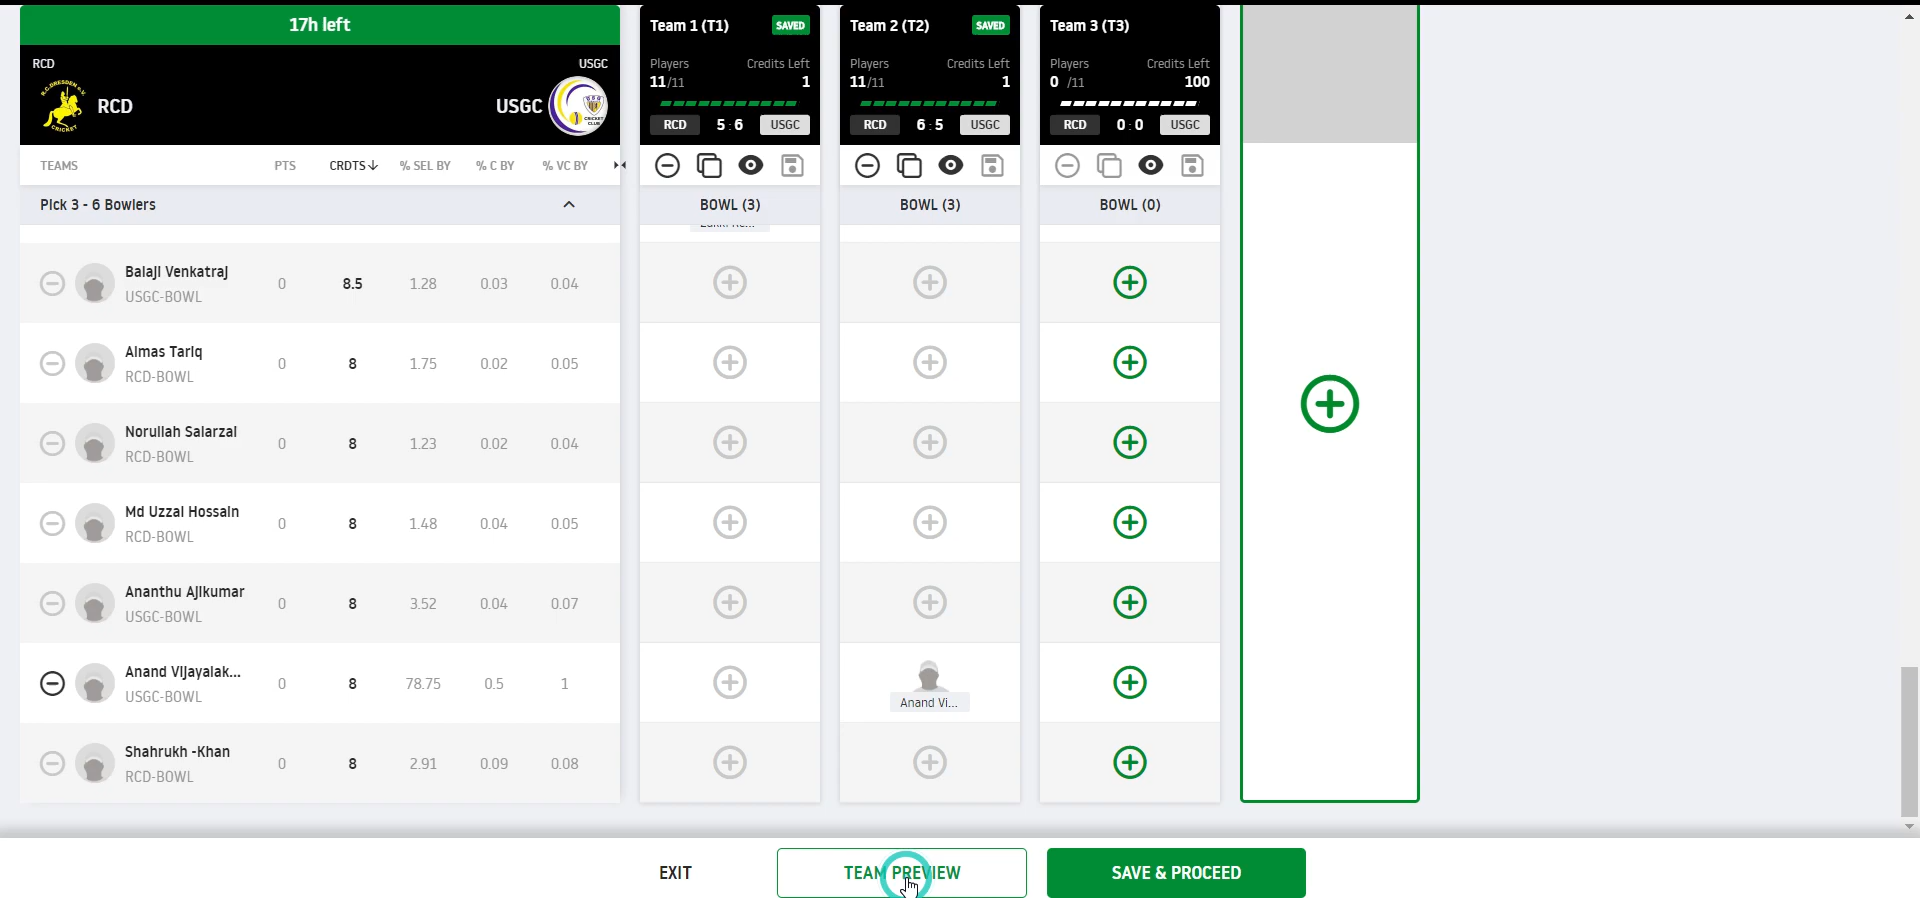 17h left
RCD
USGC
RCD
USGC
Team 1 (T1)
SAVED
Players
Credits Left
11/11
1
RCD
5 : 6
USGC
Team 2 (T2)
SAVED
Players
Credits Left
11/11
1
RCD
6 : 5
USGC
Team 3 (T3)
Players
Credits Left
0 /11
100
RCD
0 : 0
USGC
TEAMS
PTS
CRDTS
% SEL BY
% C BY
% VC BY
Pick 3 - 6 Bowlers
BOWL (3)
BOWL (3)
BOWL (0)
Balaji Venkatraj
USGC-BOWL
0
8.5
1.28
0.03
0.04
Almas Tariq
RCD-BOWL
0
8
1.75
0.02
0.05
Norullah Salarzai
RCD-BOWL
0
8
1.23
0.02
0.04
Md Uzzal Hossain
RCD-BOWL
0
8
1.48
0.04
0.05
Ananthu Ajikumar
USGC-BOWL
0
8
3.52
0.04
0.07
Anand Vijayalak...
USGC-BOWL
0
8
78.75
0.5
1
Anand Vi...
Shahrukh -Khan
RCD-BOWL
0
8
2.91
0.09
0.08
EXIT
TEAM PREVIEW
SAVE & PROCEED